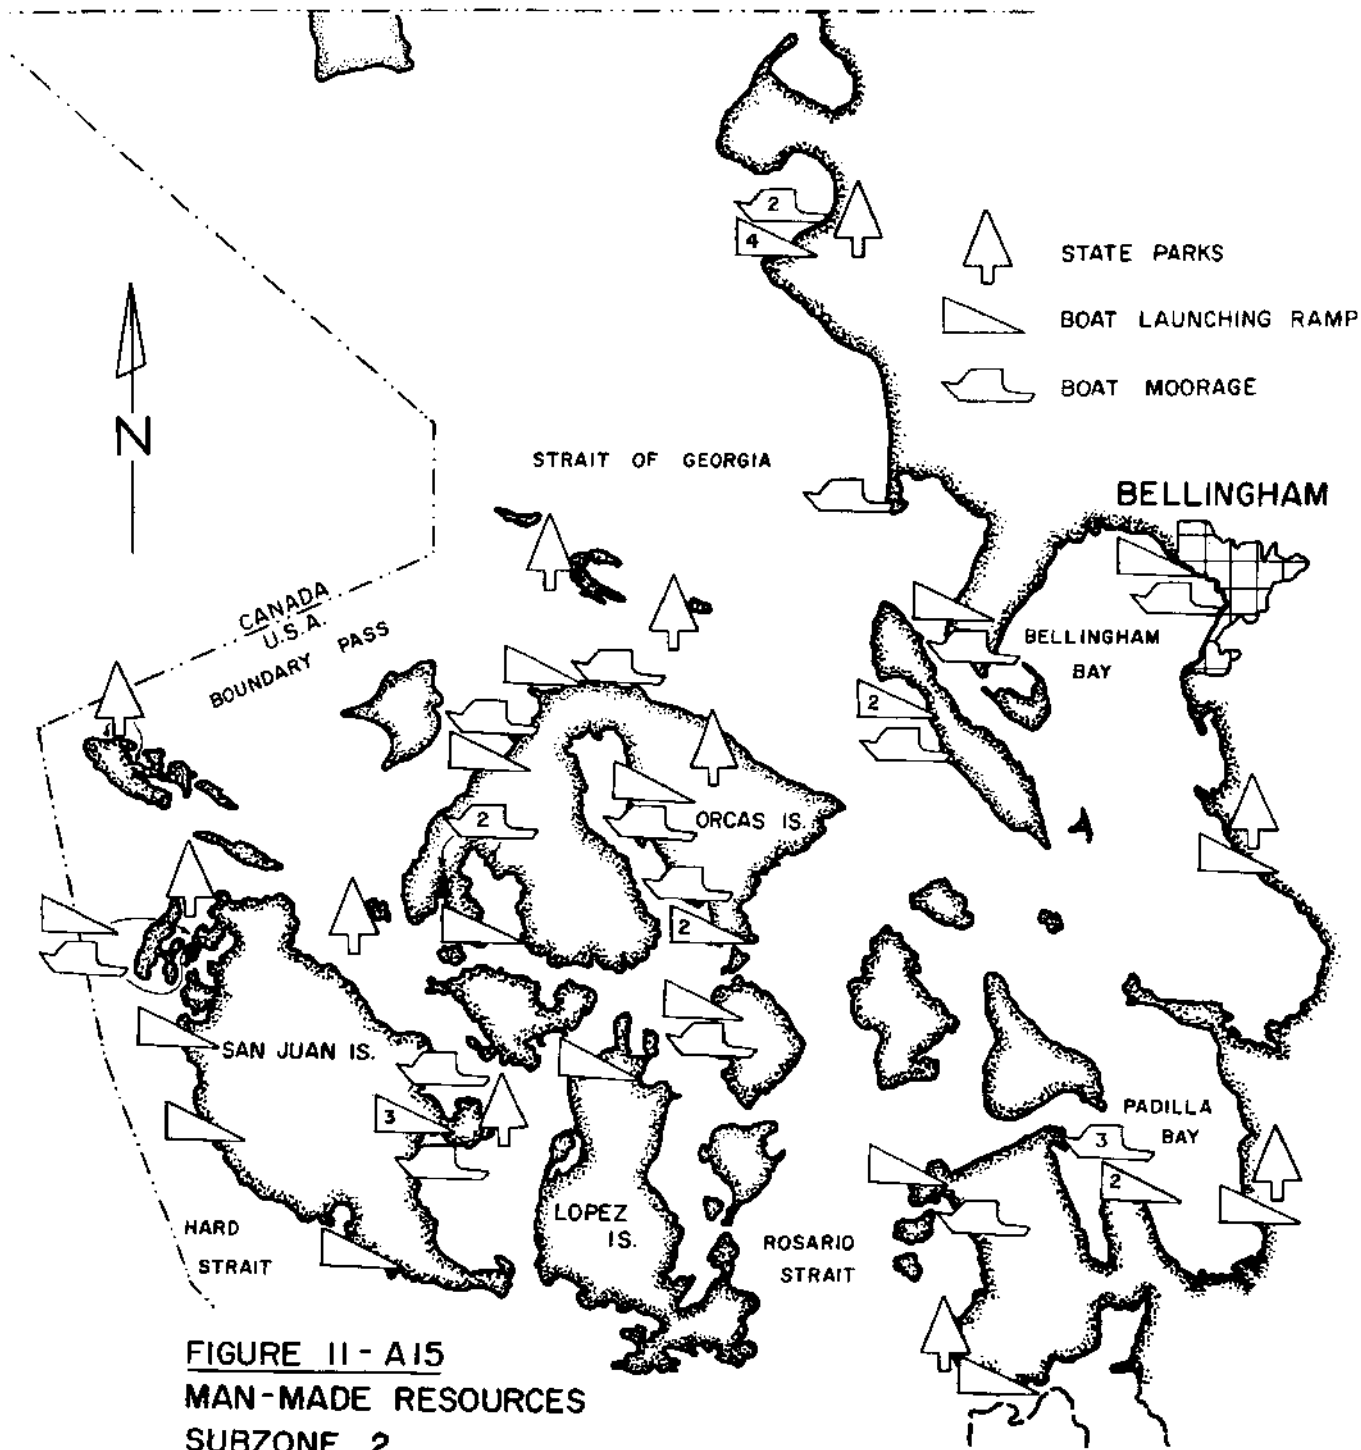 2
4
STATE PARKS
BOAT LAUNCHING RAMP
BOAT MOORAGE
N
STRAIT OF GEORGIA
BELLINGHAM
CANADA
U.S.A.
BOUNDARY PASS
BELLINGHAM
BAY
2
2
ORCAS IS.
2
SAN JUAN IS.
3
PADILLA
BAY
3
2
LOPEZ
IS.
HARD
STRAIT
ROSARIO
STRAIT
2
FIGURE II-A15
MAN-MADE RESOURCES
SUBZONE 2